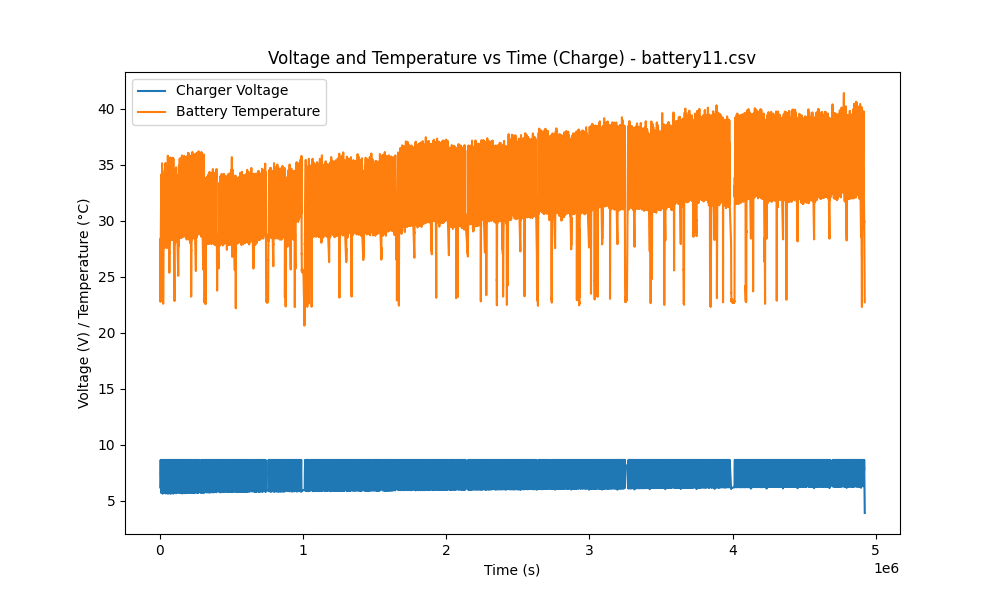 Voltage and Temperature vs Time (Charge) - battery11.csv
Charger Voltage
Battery Temperature
Voltage (V) / Temperature (°C)
40
35
30
25
20
15
10
5
0
1
2
3
4
5
1e6
Time (s)